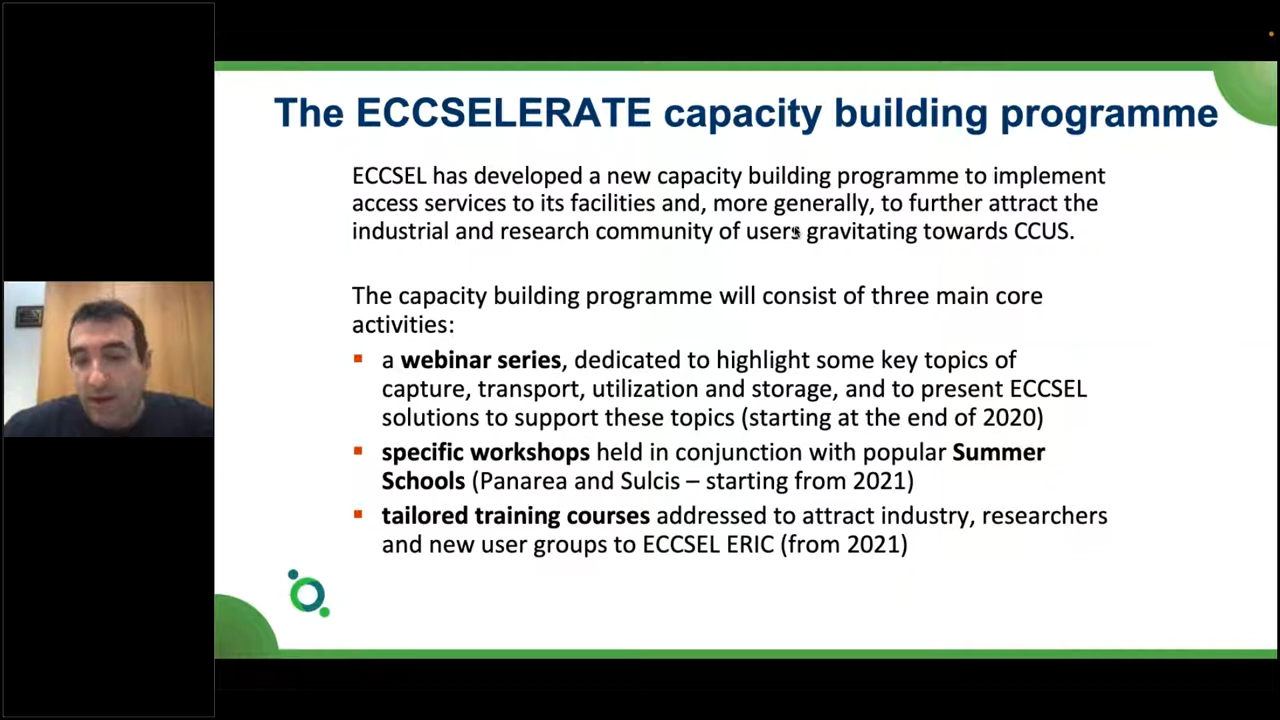 The ECCSELERATE capacity building programme
ECCSEL has developed a new capacity building programme to implement
access services to its facilities and, more generally, to further attract the
industrial and research community of users gravitating towards CCUS.
The capacity building programme will consist of three main core
activities:
▪ a webinar series, dedicated to highlight some key topics of
capture, transport, utilization and storage, and to present ECCSEL
solutions to support these topics (starting at the end of 2020)
▪ specific workshops held in conjunction with popular Summer
Schools (Panarea and Sulcis – starting from 2021)
▪ tailored training courses addressed to attract industry, researchers
and new user groups to ECCSEL ERIC (from 2021)